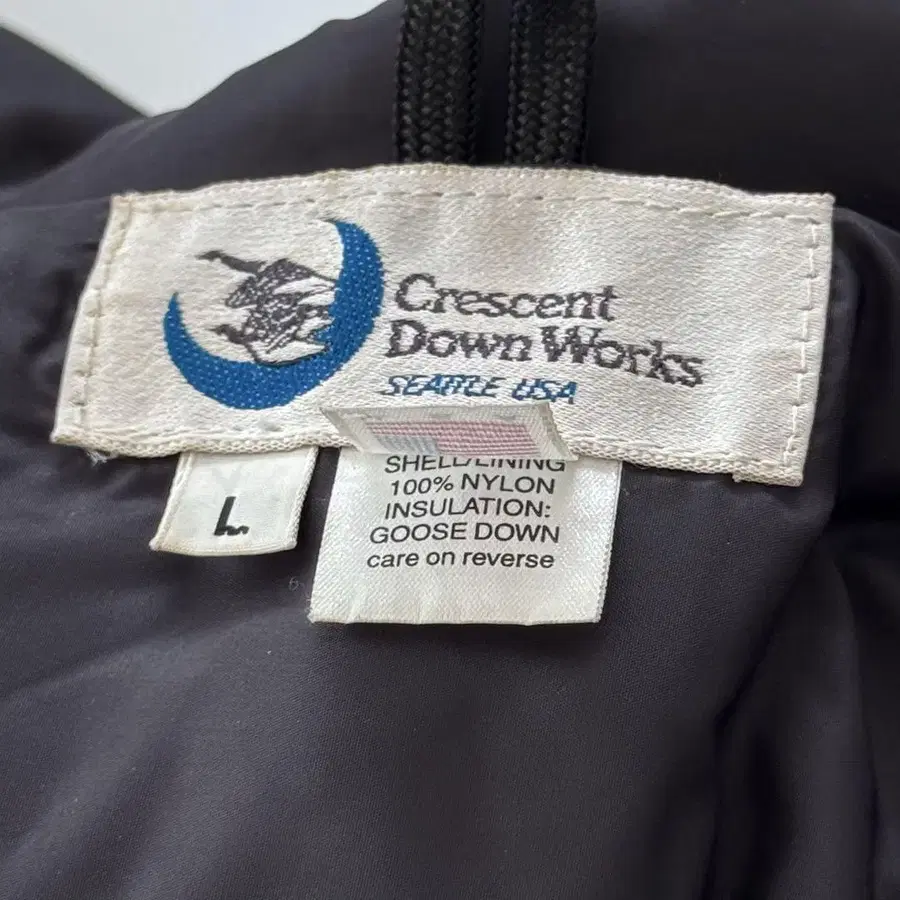 Crescent
Down Works
SEATTLE USA
L
SHELL/LINING
100% NYLON
INSULATION:
GOOSE DOWN
care on reverse